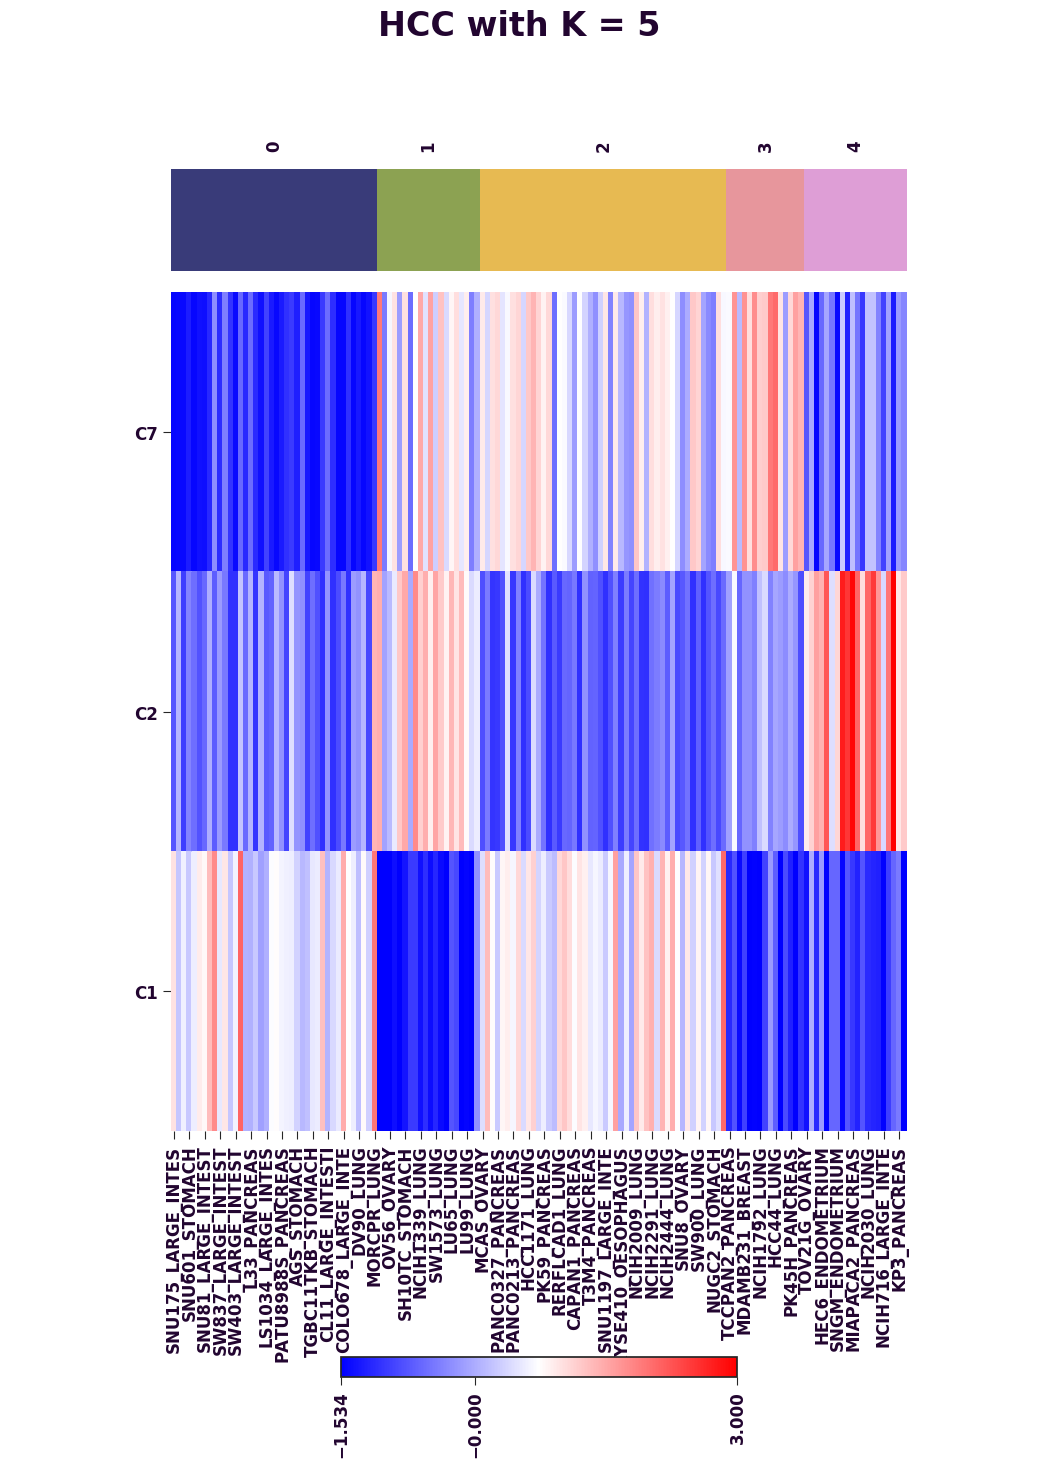 HCC with K = 5
0
1
2
3
4
C7
C2
C1
SNU175_LARGE_INTES
SNU601_STOMACH
SNU81_LARGE_INTEST
SW837_LARGE_INTEST
SW403_LARGE_INTEST
L33_PANCREAS
LS1034_LARGE_INTES
PATU8988S_PANCREAS
AGS_STOMACH
TGBC11TKB_STOMACH
CL11_LARGE_INTESTI
COLO678_LARGE_INTE
DV90_LUNG
MORCPR_LUNG
OV56_OVARY
SH10TC_STOMACH
NCIH1339_LUNG
SW1573_LUNG
LU65_LUNG
LU99_LUNG
MCAS_OVARY
PANC0327_PANCREAS
PANC0213_PANCREAS
HCC1171_LUNG
PK59_PANCREAS
RERFLCAD1_LUNG
CAPAN1_PANCREAS
T3M4_PANCREAS
SNU1197_LARGE_INTE
YSE410_OESOPHAGUS
NCIH2009_LUNG
NCIH2291_LUNG
NCIH2444_LUNG
SNU8_OVARY
SW900_LUNG
NUGC2_STOMACH
TCCPAN2_PANCREAS
MDAMB231_BREAST
NCIH1792_LUNG
HCC44_LUNG
PK45H_PANCREAS
TOV21G_OVARY
HEC6_ENDOMETRIUM
SNGM_ENDOMETRIUM
MIAPACA2_PANCREAS
NCIH2030_LUNG
NCIH716_LARGE_INTE
KP3_PANCREAS
−1.534
−0.000
3.000